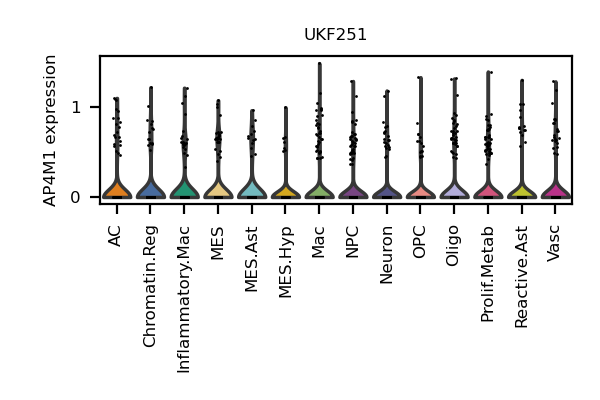 UKF251
AP4M1 expression
1
0
AC
Chromatin.Reg
Inflammatory.Mac
MES
MES.Ast
MES.Hyp
Mac
NPC
Neuron
OPC
Oligo
Prolif.Metab
Reactive.Ast
Vasc